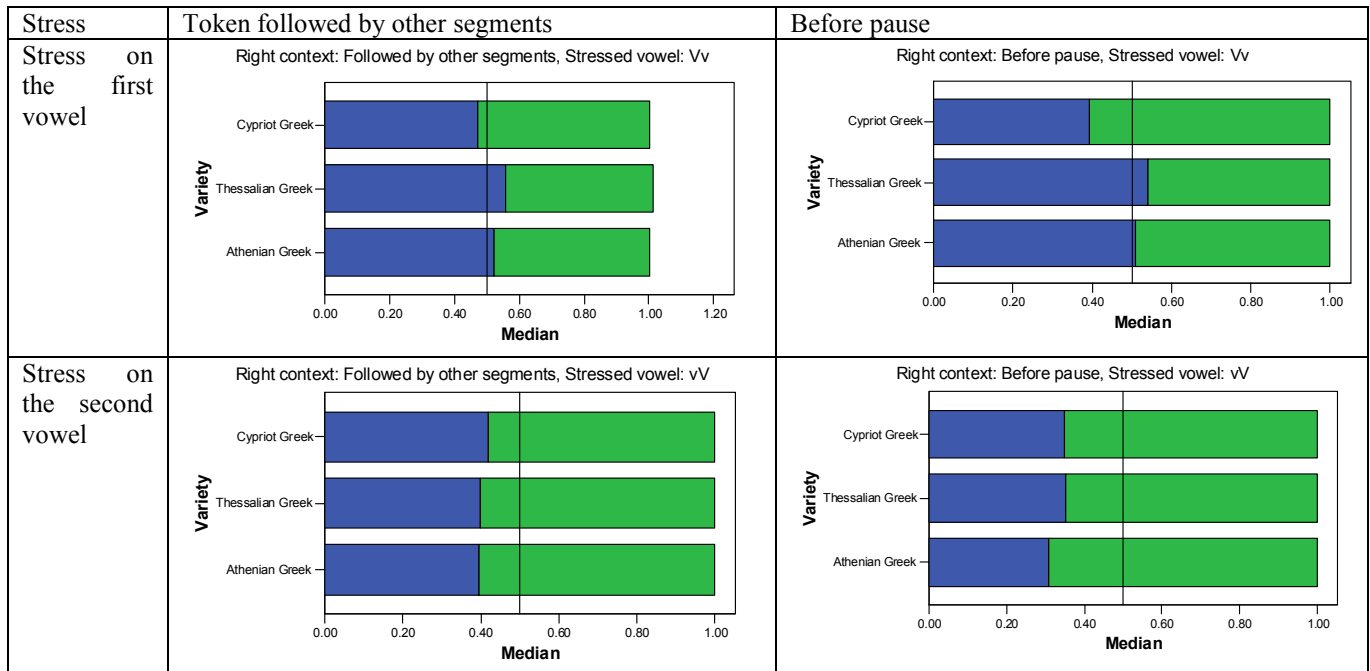 Stress
Token followed by other segments
Before pause
Stress on
the first
vowel
Right context: Followed by other segments, Stressed vowel: Vv
Variety
Cypriot Greek
Thessalian Greek
Athenian Greek
0.00 0.20 0.40 0.60 0.80 1.00 1.20
Median
Right context: Before pause, Stressed vowel: Vv
Variety
Cypriot Greek
Thessalian Greek
Athenian Greek
0.00 0.20 0.40 0.60 0.80 1.00
Median
Stress on
the second
vowel
Right context: Followed by other segments, Stressed vowel: vV
Variety
Cypriot Greek
Thessalian Greek
Athenian Greek
0.00 0.20 0.40 0.60 0.80 1.00
Median
Right context: Before pause, Stressed vowel: vV
Variety
Cypriot Greek
Thessalian Greek
Athenian Greek
0.00 0.20 0.40 0.60 0.80 1.00
Median